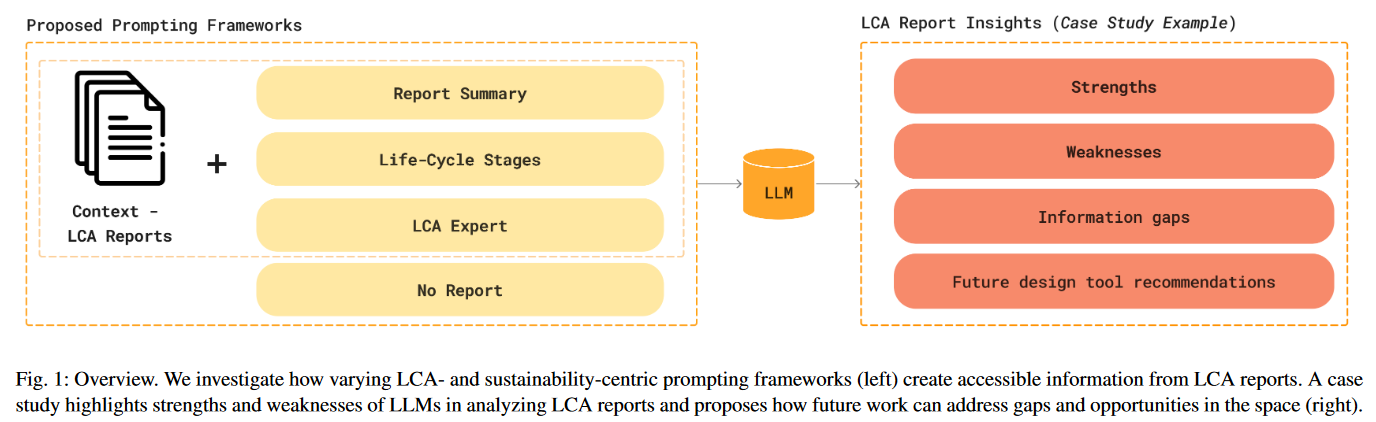 Proposed Prompting Frameworks
Context -
LCA Reports
+
Report Summary
Life-Cycle Stages
LCA Expert
No Report
LLM
LCA Report Insights (Case Study Example)
Strengths
Weaknesses
Information gaps
Future design tool recommendations
Fig. 1: Overview. We investigate how varying LCA- and sustainability-centric prompting frameworks (left) create accessible information from LCA reports. A case
study highlights strengths and weaknesses of LLMs in analyzing LCA reports and proposes how future work can address gaps and opportunities in the space (right).